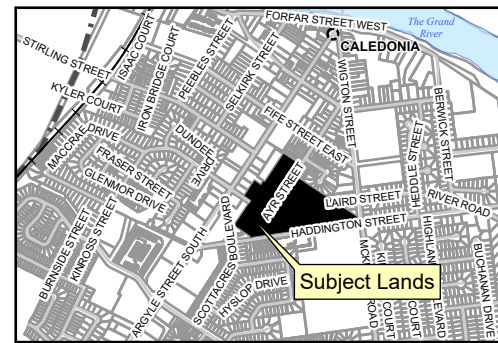 FORFAR STREET WEST
The Grand
River
CALEDONIA
STIRLING STREET
ISAAC COURT
IRON BRIDGE COURT
PEEBLES STREET
SELKIRK STREET
WIGTON STREET
BERWICK STREET
KYLER COURT
MACCRAE DRIVE
FRASER STREET
GLENMOR DRIVE
DUNDEE DRIVE
FIFE STREET EAST
AYR STREET
LAIRD STREET
HEDDLE STREET
RIVER ROAD
HADDINGTON STREET
BURNSIDE STREET
KINROSS STREET
ARGYLE STREET SOUTH
SCOTTACRES BOULEVARD
HYSLOP DRIVE
ROAD
COURT
BUCHANAN DRIVE
Subject Lands